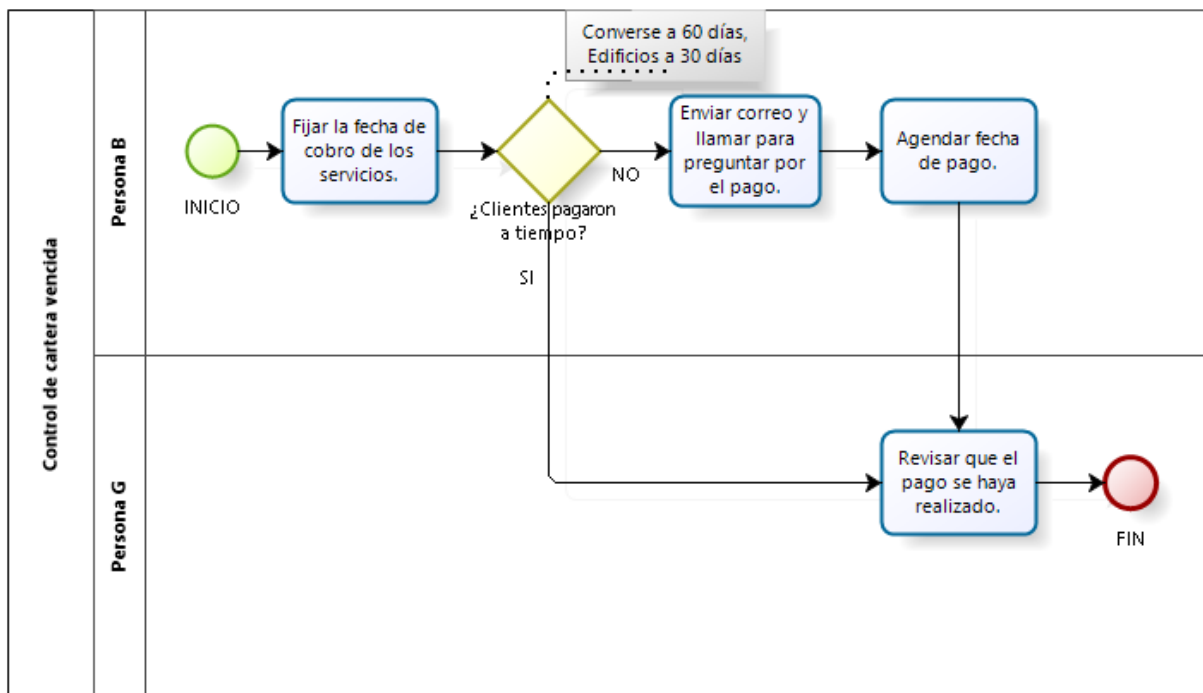 Control de cartera vencida
Persona B
INICIO
Fijar la fecha de
cobro de los
servicios.
Converse a 60 días,
Edificios a 30 días
¿Clientes pagaron
a tiempo?
NO
SI
Enviar correo y
llamar para
preguntar por
el pago.
Agendar fecha
de pago.
Persona G
Revisar que el
pago se haya
realizado.
FIN